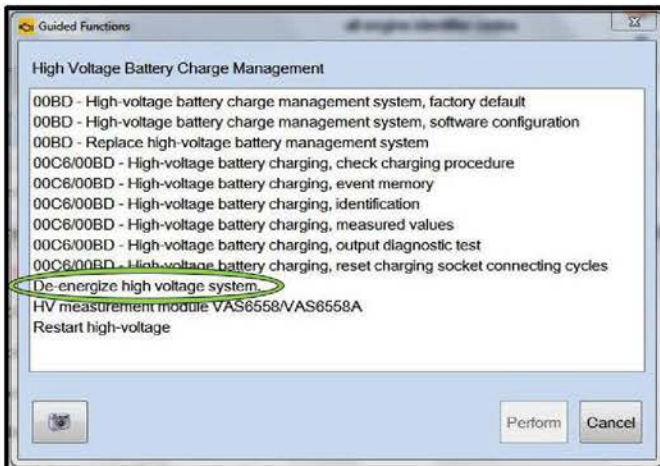 Guided Functions
High Voltage Battery Charge Management
00BD - High-voltage battery charge management system, factory default
00BD - High-voltage battery charge management system, software configuration
00BD - Replace high-voltage battery management system
00C6/00BD - High-voltage battery charging, check charging procedure
00C6/00BD - High-voltage battery charging, event memory
00C6/00BD - High-voltage battery charging, identification
00C6/00BD - High-voltage battery charging, measured values
00C6/00BD - High-voltage battery charging, output diagnostic test
00C6/00BD - High-voltage battery charging, reset charging socket connecting cycles
De-energize high voltage system.
HV measurement module VAS6558/VAS6558A
Restart high-voltage
Perform
Cancel